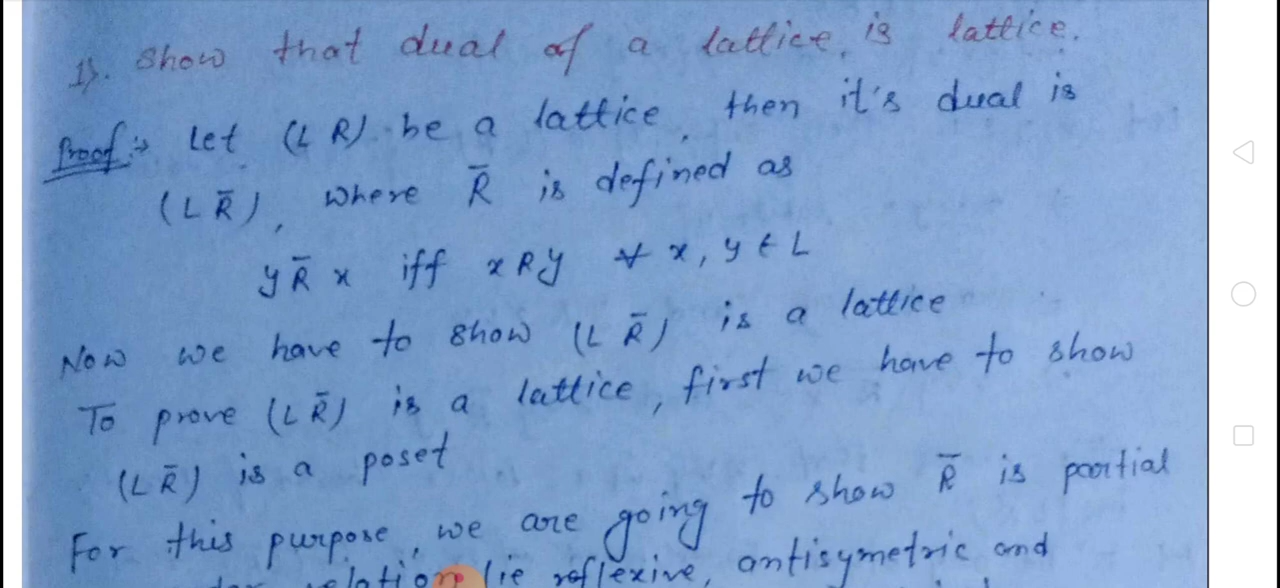 1). Show that dual of a lattice, is lattice.
Proof :→ Let (L R) be a lattice, then it's dual is
(L R̄), where R̄ is defined as
y R̄ x iff x R y ∀ x, y ∈ L
Now we have to show (L R̄) is a lattice
To prove (L R̄) is a lattice, first we have to show
(L R̄) is a poset
For this purpose, we are going to show R̄ is partial
relation (ie reflexive, antisymetric and